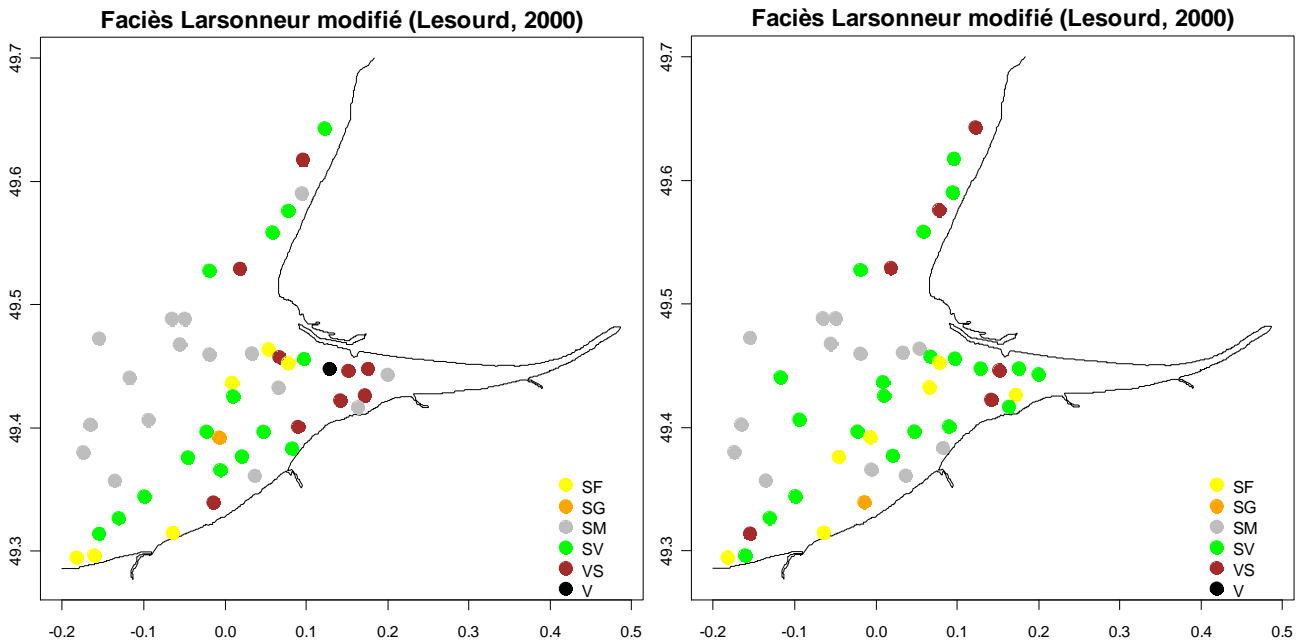 Faciès Larsonneur modifié (Lesourd, 2000)
49.7
49.6
49.5
49.4
49.3
SF
SG
SM
SV
VS
V
-0.2 -0.1 0.0 0.1 0.2 0.3 0.4 0.5
Faciès Larsonneur modifié (Lesourd, 2000)
49.7
49.6
49.5
49.4
49.3
SF
SG
SM
SV
VS
V
-0.2 -0.1 0.0 0.1 0.2 0.3 0.4 0.5